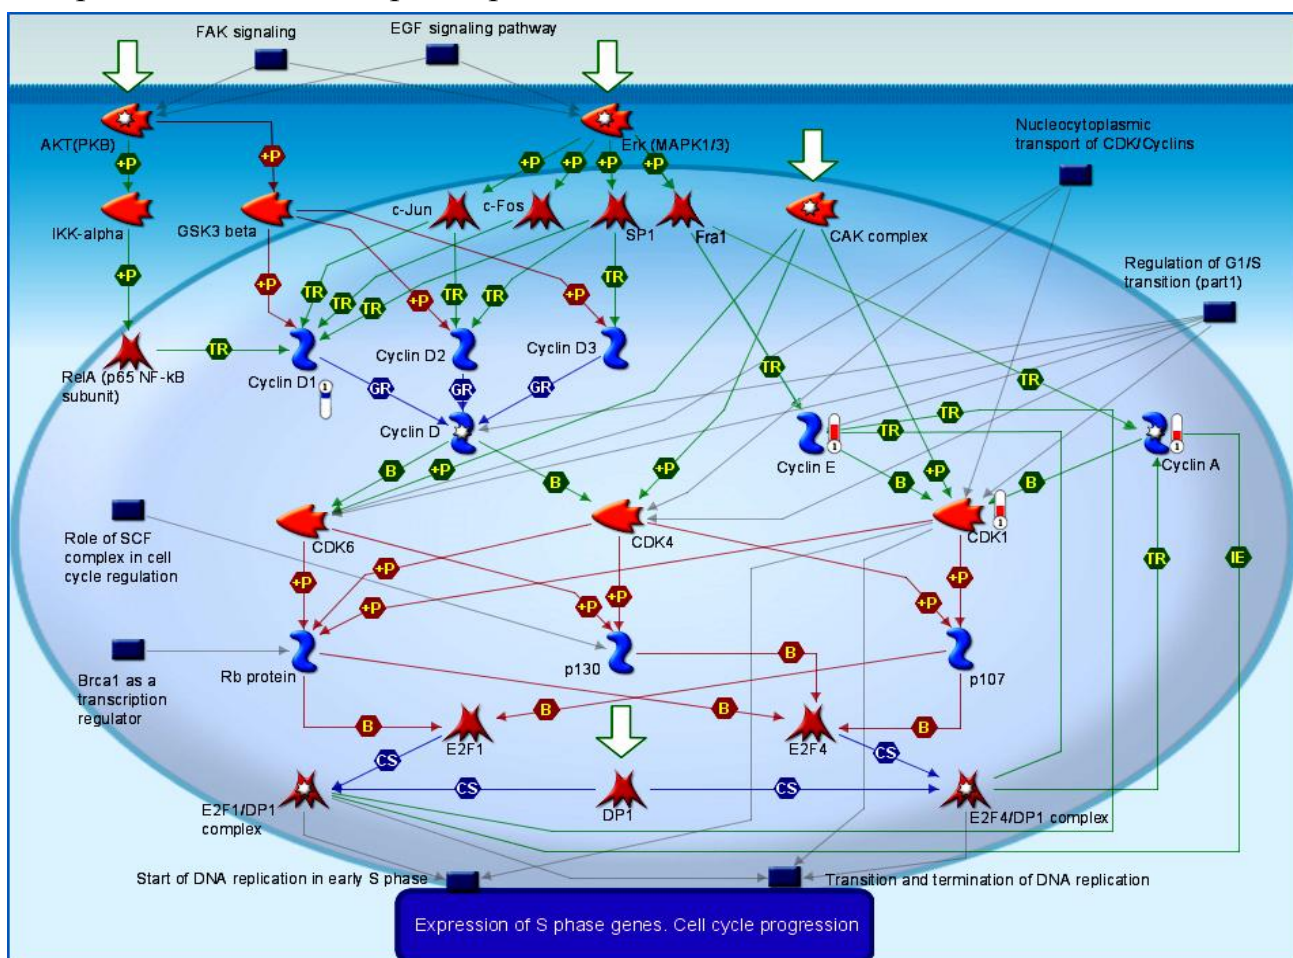 FAK signaling
EGF signaling pathway
AKT(PKB)
Erk (MAPK1/3)
Nucleocytoplasmic
transport of CDK/Cyclins
+P
+P
+P
+P
+P
+P
IKK-alpha
GSK3 beta
c-Jun
c-Fos
SP1
Fra1
CAK complex
Regulation of G1/S
transition (part1)
+P
+P
TR
TR
TR
+P
TR
TR
+P
TR
RelA (p65 NF-kB
subunit)
TR
Cyclin D1
1
Cyclin D2
Cyclin D3
TR
TR
GR
GR
GR
Cyclin D
Cyclin E
1
TR
TR
Cyclin A
1
B
+P
B
+P
B
+P
B
Role of SCF
complex in cell
cycle regulation
CDK6
CDK4
CDK1
1
+P
+P
+P
+P
+P
+P
+P
TR
IE
Brca1 as a
transcription
regulator
Rb protein
p130
p107
B
B
B
B
B
E2F1
E2F4
CS
CS
CS
CS
E2F1/DP1
complex
DP1
E2F4/DP1 complex
Start of DNA replication in early S phase
Transition and termination of DNA replication
Expression of S phase genes. Cell cycle progression